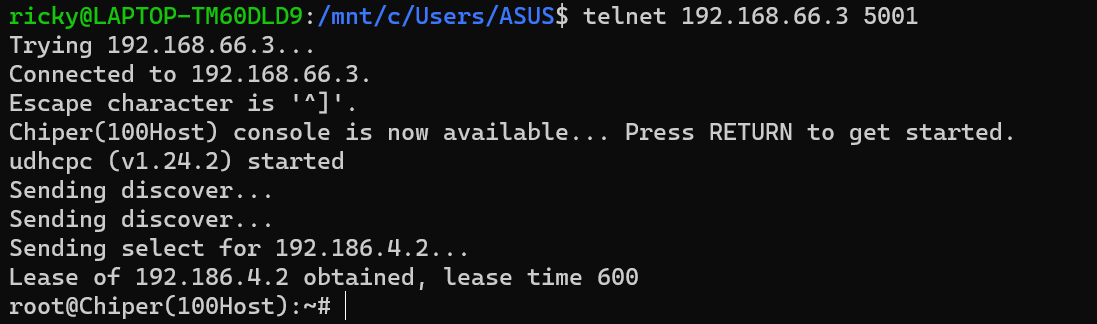 ricky@LAPTOP-TM60DLD9:/mnt/c/Users/ASUS$ telnet 192.168.66.3 5001
Trying 192.168.66.3...
Connected to 192.168.66.3.
Escape character is '^]'.
Chiper(100Host) console is now available... Press RETURN to get started.
udhcpc (v1.24.2) started
Sending discover...
Sending discover...
Sending select for 192.186.4.2...
Lease of 192.186.4.2 obtained, lease time 600
root@Chiper(100Host):~#